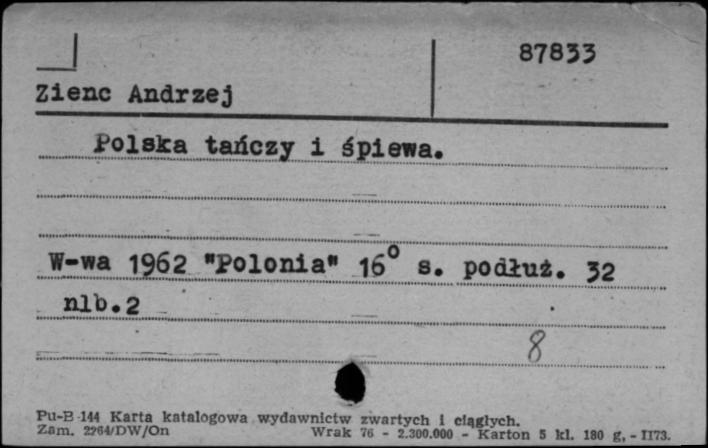 87833
Zienc Andrzej
Polska tańczy i śpiewa.
W-wa 1962 "Polonia" 16° s. podłuż. 32
nlb.2
8
Pu-B 144 Karta katalogowa wydawnictw zwartych i ciągłych.
Zam. 2264/DW/On Wrak 76 - 2.300.000 - Karton 5 kl. 180 g, - II73.